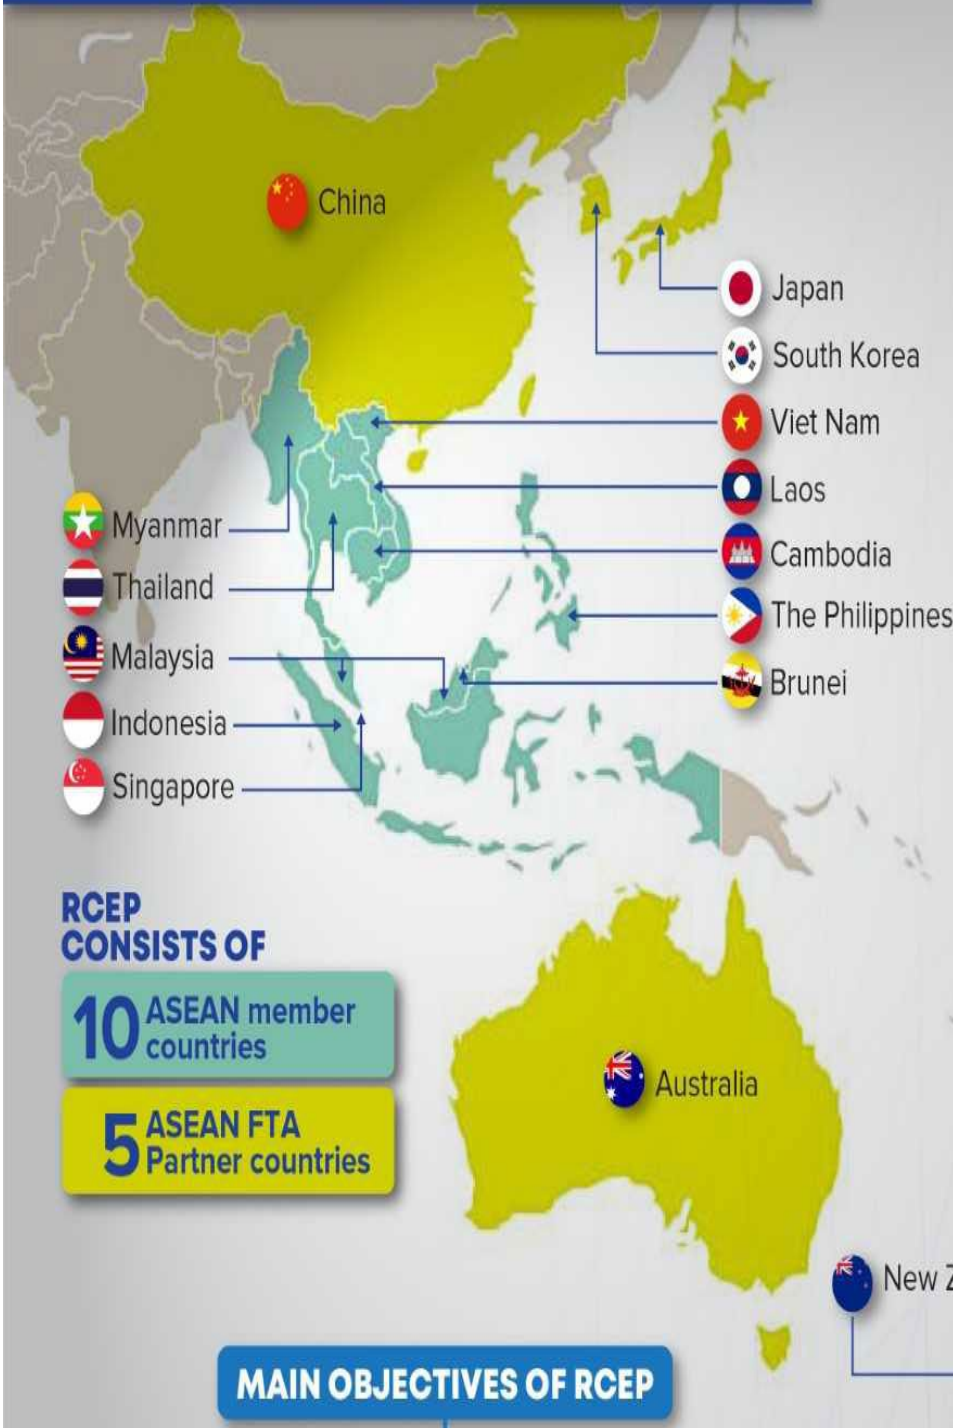 China
Japan
South Korea
Viet Nam
Laos
Cambodia
The Philippines
Brunei
Myanmar
Thailand
Malaysia
Indonesia
Singapore
RCEP
CONSISTS OF
10 ASEAN member
countries
5 ASEAN FTA
Partner countries
Australia
New Z
MAIN OBJECTIVES OF RCEP